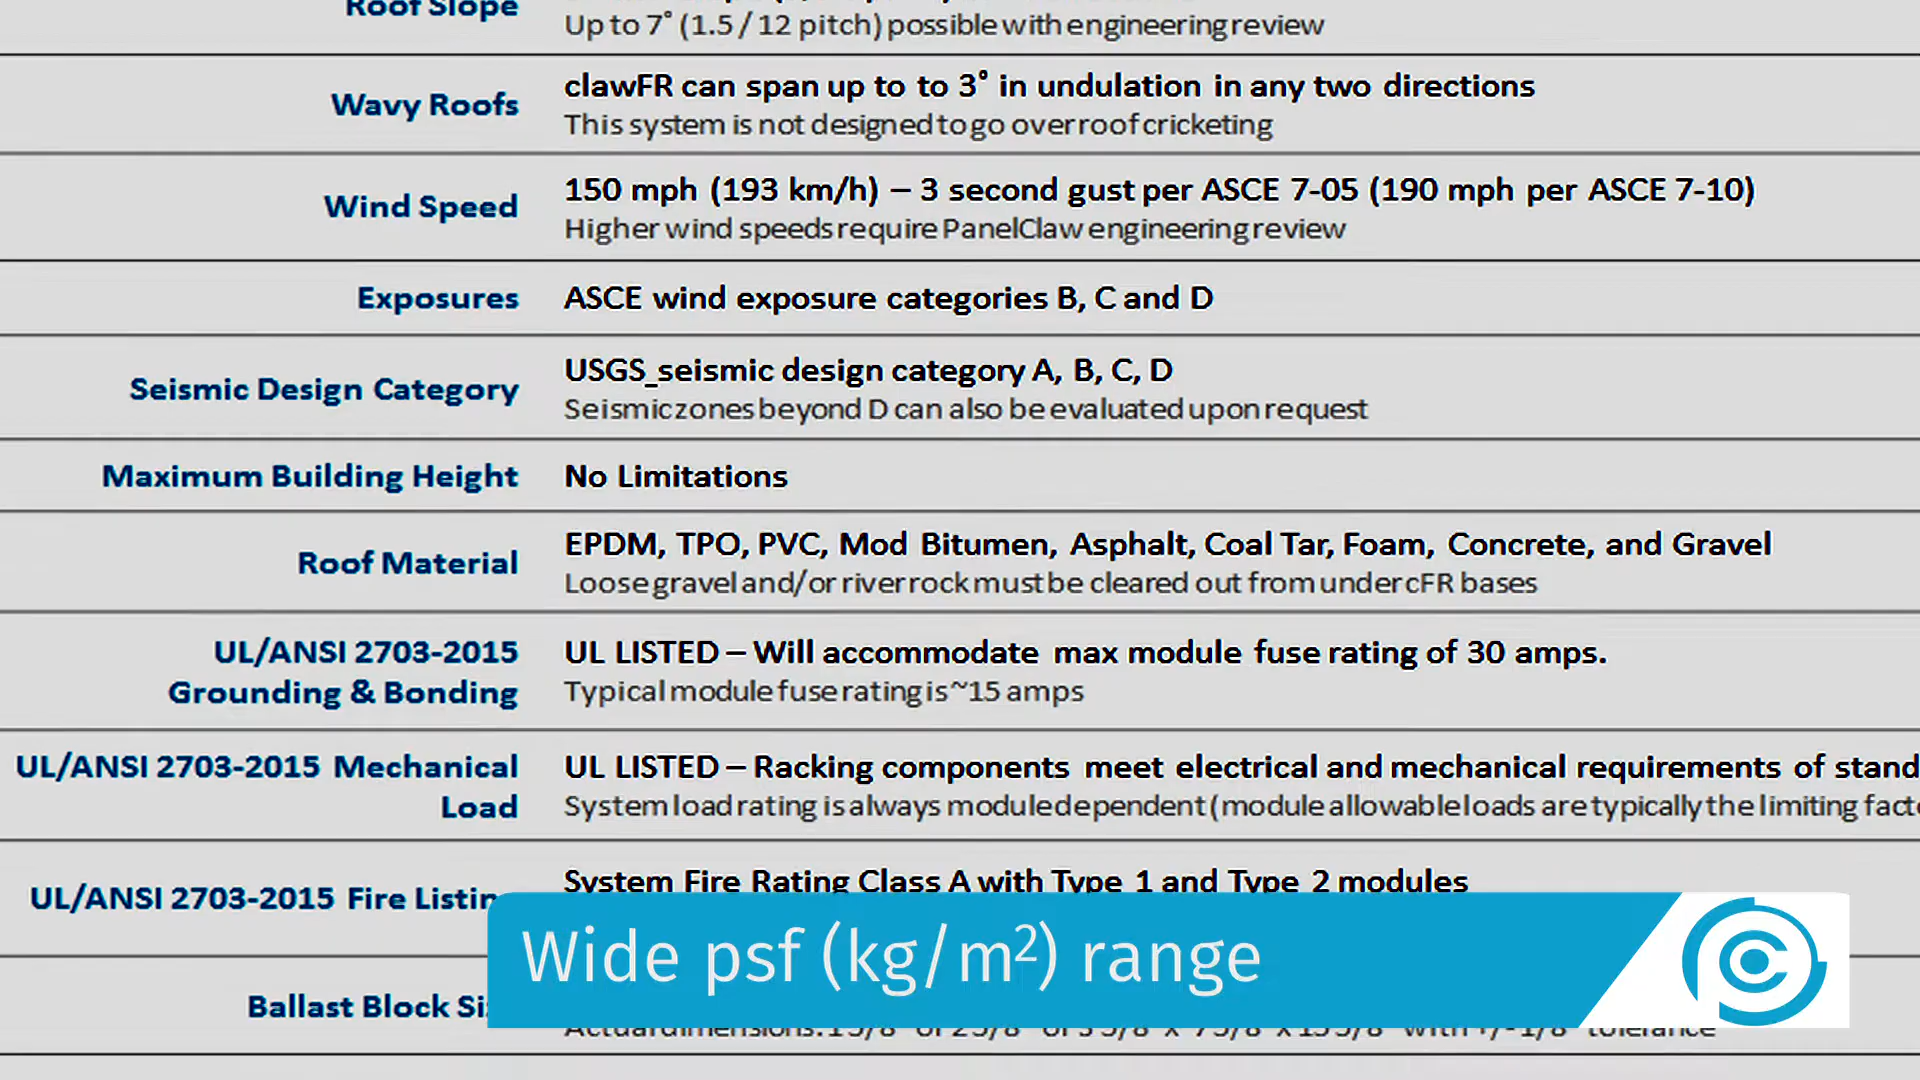 Roof Slope
Up to 7° (1.5 / 12 pitch) possible with engineering review
Wavy Roofs
clawFR can span up to to 3° in undulation in any two directions
This system is not designed to go over roof cricketing
Wind Speed
150 mph (193 km/h) – 3 second gust per ASCE 7-05 (190 mph per ASCE 7-10)
Higher wind speeds require PanelClaw engineering review
Exposures
ASCE wind exposure categories B, C and D
Seismic Design Category
USGS_seismic design category A, B, C, D
Seismic zones beyond D can also be evaluated upon request
Maximum Building Height
No Limitations
Roof Material
EPDM, TPO, PVC, Mod Bitumen, Asphalt, Coal Tar, Foam, Concrete, and Gravel
Loose gravel and/or river rock must be cleared out from under cFR bases
UL/ANSI 2703-2015
Grounding & Bonding
UL LISTED – Will accommodate max module fuse rating of 30 amps.
Typical module fuse rating is ~15 amps
UL/ANSI 2703-2015 Mechanical
Load
UL LISTED – Racking components meet electrical and mechanical requirements of stand
System load rating is always module dependent (module allowable loads are typically the limiting facto
UL/ANSI 2703-2015 Fire Listin
System Fire Rating Class A with Type 1 and Type 2 modules
Wide psf (kg/m²) range
Ballast Block Si
tolerance